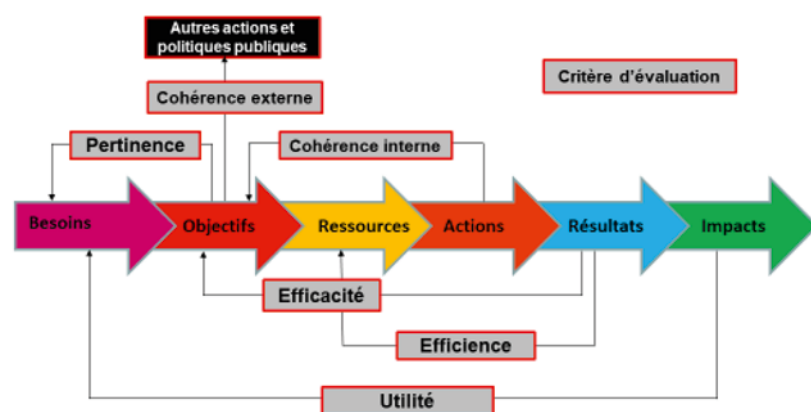 Autres actions et
politiques publiques
Critère d'évaluation
Cohérence externe
Pertinence
Cohérence interne
Besoins
Objectifs
Ressources
Actions
Résultats
Impacts
Efficacité
Efficience
Utilité